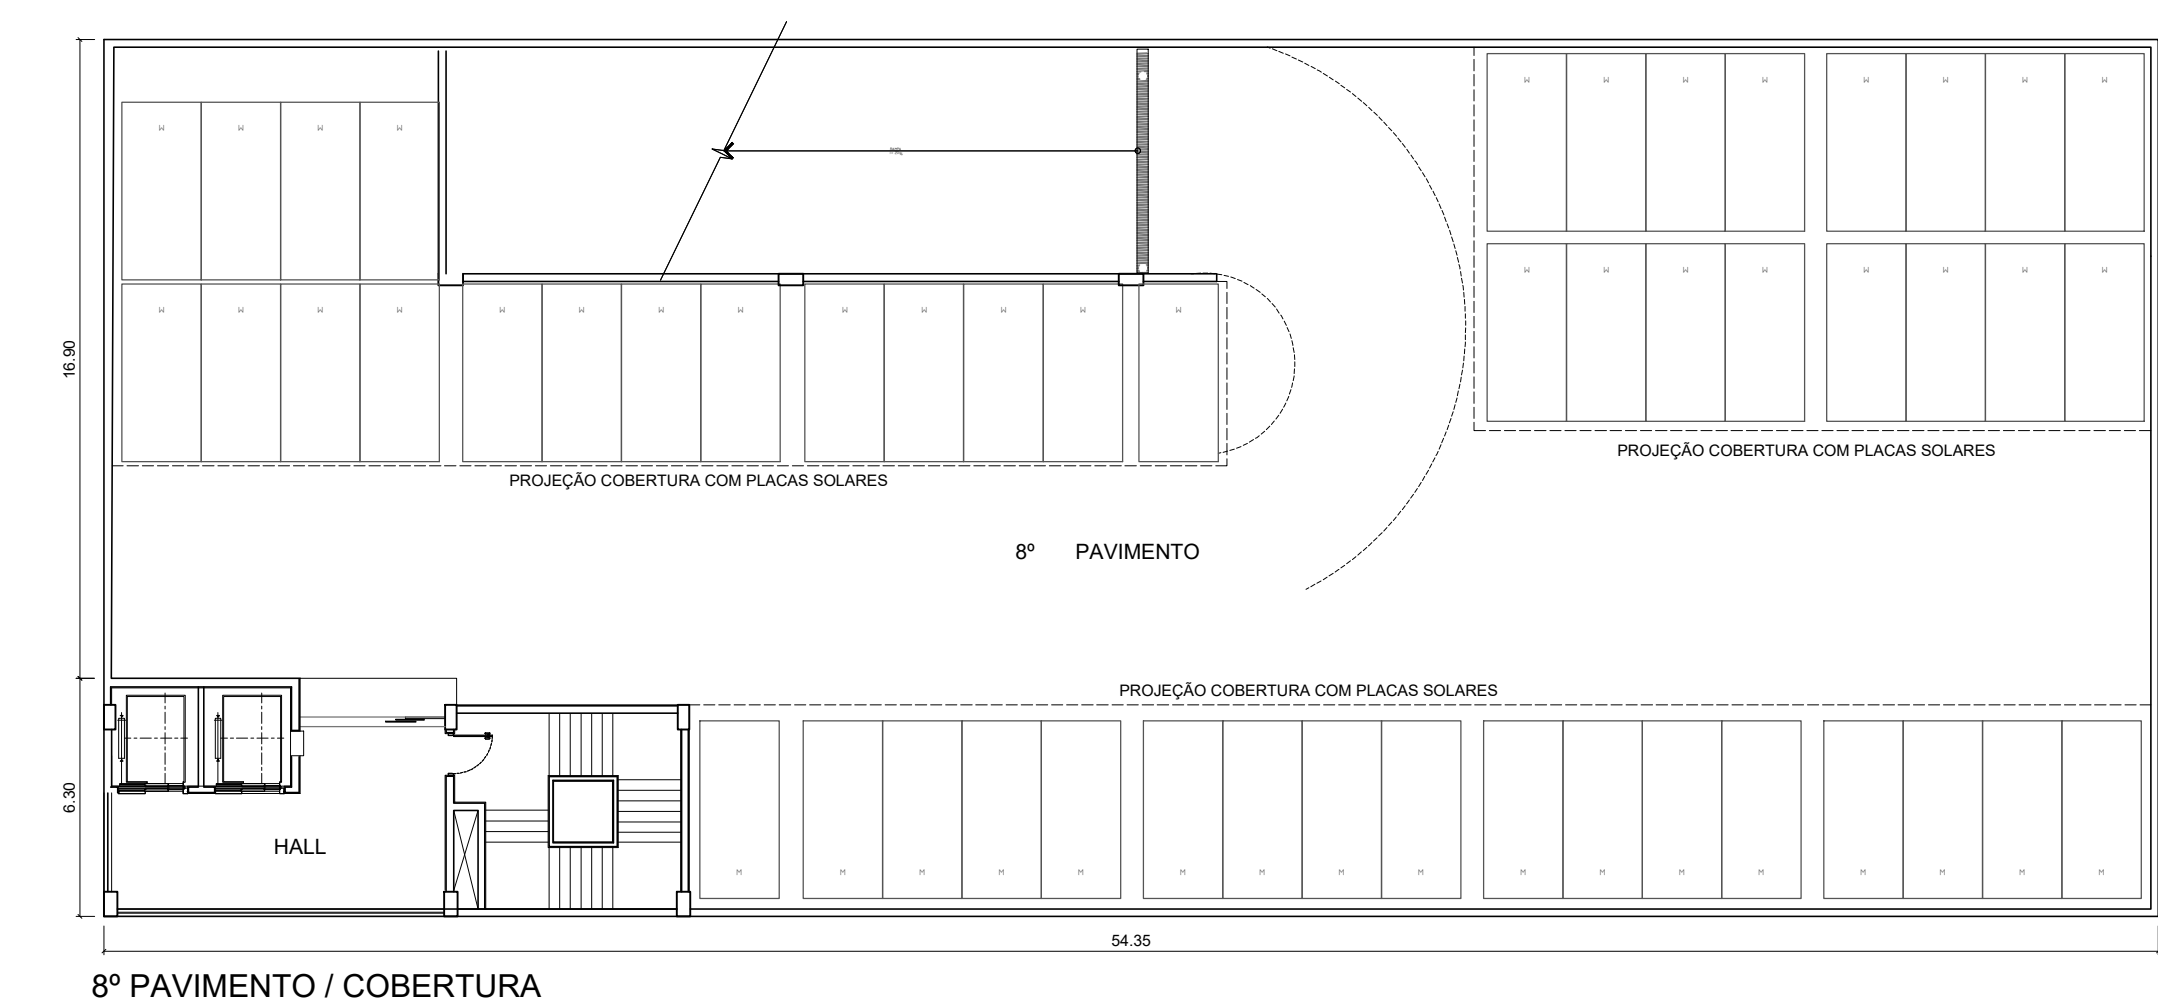 W W W W W W W W
W W W W
16.90
W W W W W W W W
W W W W W W W W W W W W W
PROJEÇÃO COBERTURA COM PLACAS SOLARES
PROJEÇÃO COBERTURA COM PLACAS SOLARES
8º PAVIMENTO
PROJEÇÃO COBERTURA COM PLACAS SOLARES
6.30
HALL
M M M M M M M M M M M M M M M M M
54.35
8º PAVIMENTO / COBERTURA